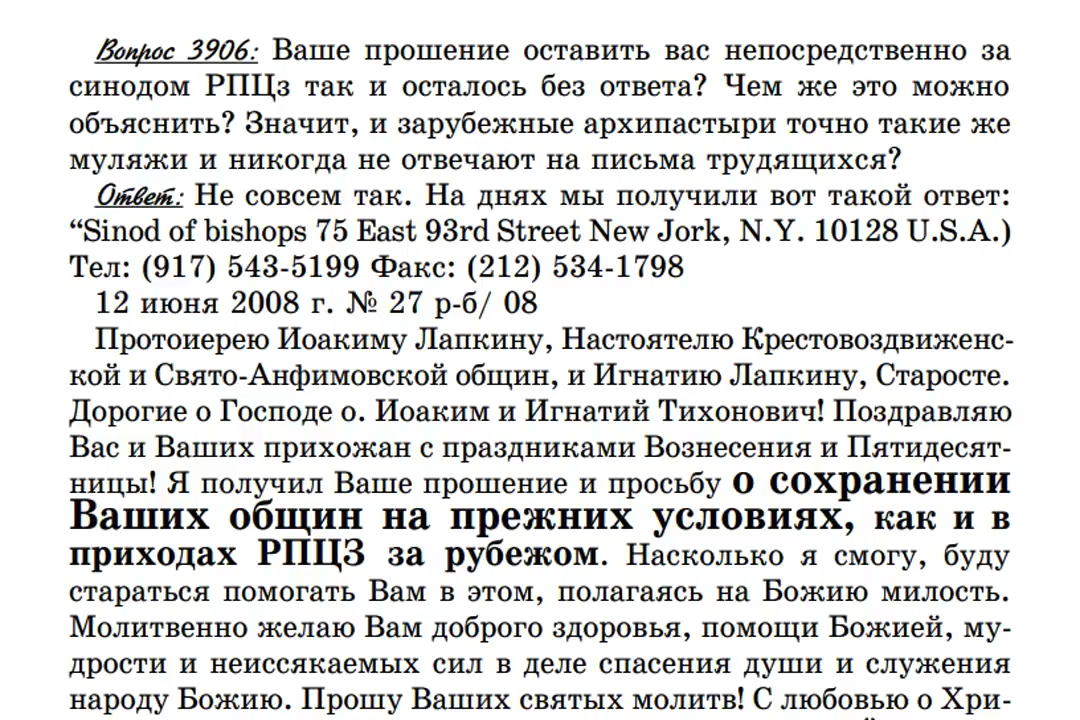 Вопрос 3906: Ваше прошение оставить вас непосредственно за
синодом РПЦз так и осталось без ответа? Чем же это можно
объяснить? Значит, и зарубежные архипастыри точно такие же
муляжи и никогда не отвечают на письма трудящихся?
Ответ: Не совсем так. На днях мы получили вот такой ответ:
“Sinod of bishops 75 East 93rd Street New Jork, N.Y. 10128 U.S.A.)
Тел: (917) 543-5199 Факс: (212) 534-1798
12 июня 2008 г. № 27 р-б/ 08
Протоиерею Иоакиму Лапкину, Настоятелю Крестовоздвиженс-
кой и Свято-Анфимовской общин, и Игнатию Лапкину, Старосте.
Дорогие о Господе о. Иоаким и Игнатий Тихонович! Поздравляю
Вас и Ваших прихожан с праздниками Вознесения и Пятидесят-
ницы! Я получил Ваше прошение и просьбу о сохранении
Ваших общин на прежних условиях, как и в
приходах РПЦЗ за рубежом. Насколько я смогу, буду
стараться помогать Вам в этом, полагаясь на Божию милость.
Молитвенно желаю Вам доброго здоровья, помощи Божией, му-
дрости и неиссякаемых сил в деле спасения души и служения
народу Божию. Прошу Ваших святых молитв! С любовью о Хри-